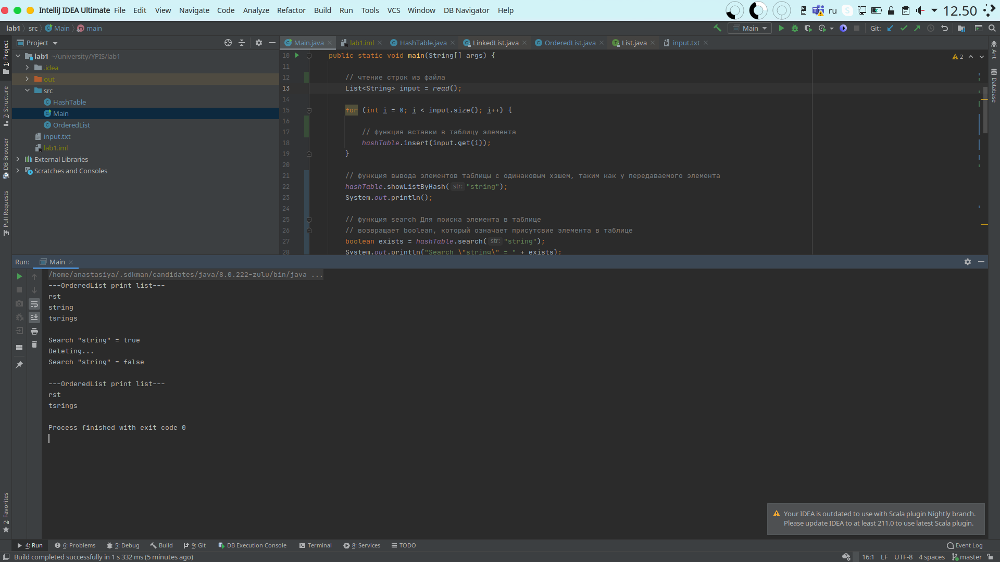 IntelliJ IDEA Ultimate File Edit View Navigate Code Analyze Refactor Build Run Tools VCS Window DB Navigator Help ru 12.50
lab1 src Main main Main Git:
1: Project
Project
Main.java lab1.iml HashTable.java LinkedList.java OrderedList.java List.java input.txt
lab1 ~/university/YPIS/lab1
.idea
out
src
HashTable
Main
OrderedList
input.txt
lab1.iml
External Libraries
Scratches and Consoles
Z: Structure
DB Browser
Pull Requests
2: Favorites
10 public static void main(String[] args) {
11
12 // чтение строк из файла
13 List<String> input = read();
14
15 for (int i = 0; i < input.size(); i++) {
16
17 // функция вставки в таблицу элемента
18 hashTable.insert(input.get(i));
19 }
20
21 // функция вывода элементов таблицы с одинаковым хэшем, таким как у передаваемого элемента
22 hashTable.showListByHash( str: "string");
23 System.out.println();
24
25 // функция search Для поиска элемента в таблице
26 // возвращает boolean, который означает присутсвие элемента в таблице
27 boolean exists = hashTable.search( str: "string");
28 System.out.println("Search \"string\" = " + exists);
2
Ant
Database
Run: Main
/home/anastasiya/.sdkman/candidates/java/8.0.222-zulu/bin/java ...
---OrderedList print list---
rst
string
tsrings
Search "string" = true
Deleting...
Search "string" = false
---OrderedList print list---
rst
tsrings
Process finished with exit code 0
Your IDEA is outdated to use with Scala plugin Nightly branch.
Please update IDEA to at least 211.0 to use latest Scala plugin.
4: Run 6: Problems 5: Debug Build 9: Git DB Execution Console Terminal 8: Services TODO Event Log
Build completed successfully in 1 s 332 ms (5 minutes ago) 16:1 LF UTF-8 4 spaces master